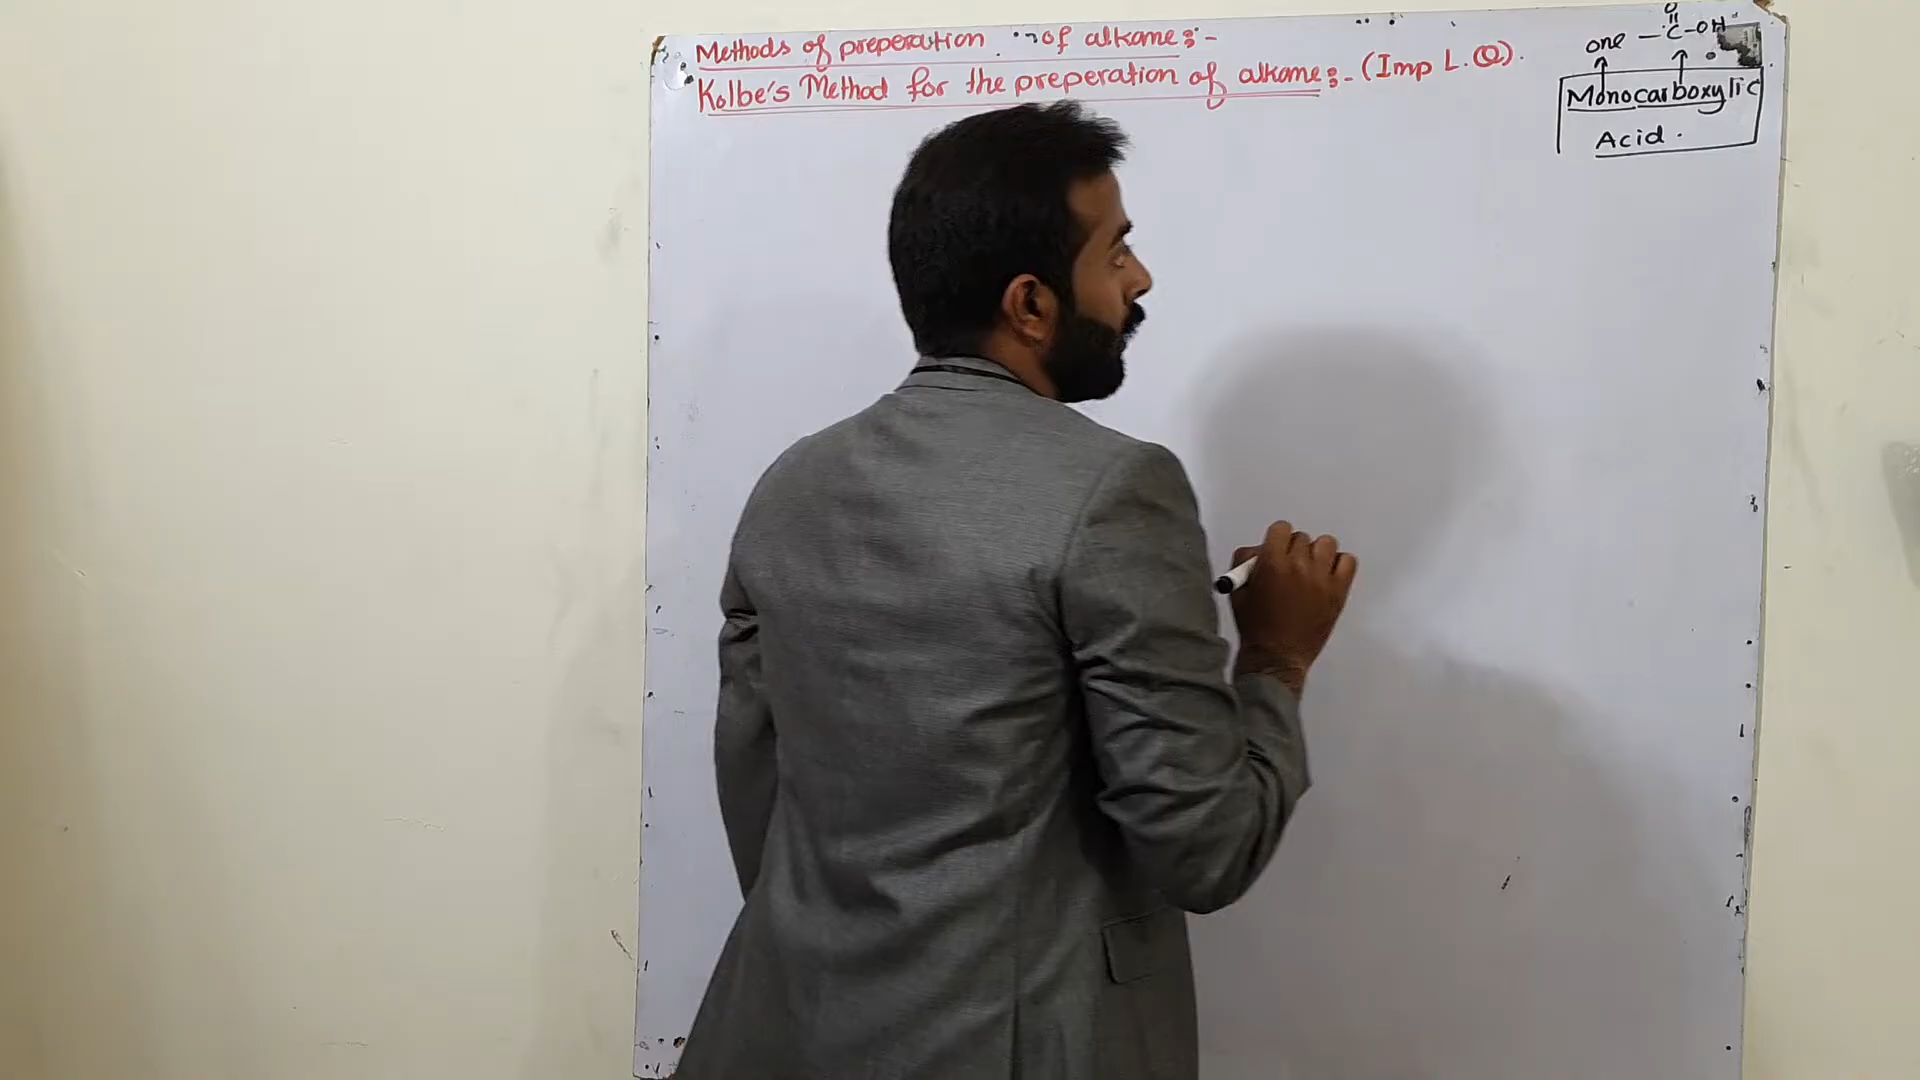 Methods of preperation of alkane:-
Kolbe's Method for the preperation of alkane:- (Imp L.Q).
O
one - C-OH
Monocarboxylic
Acid.